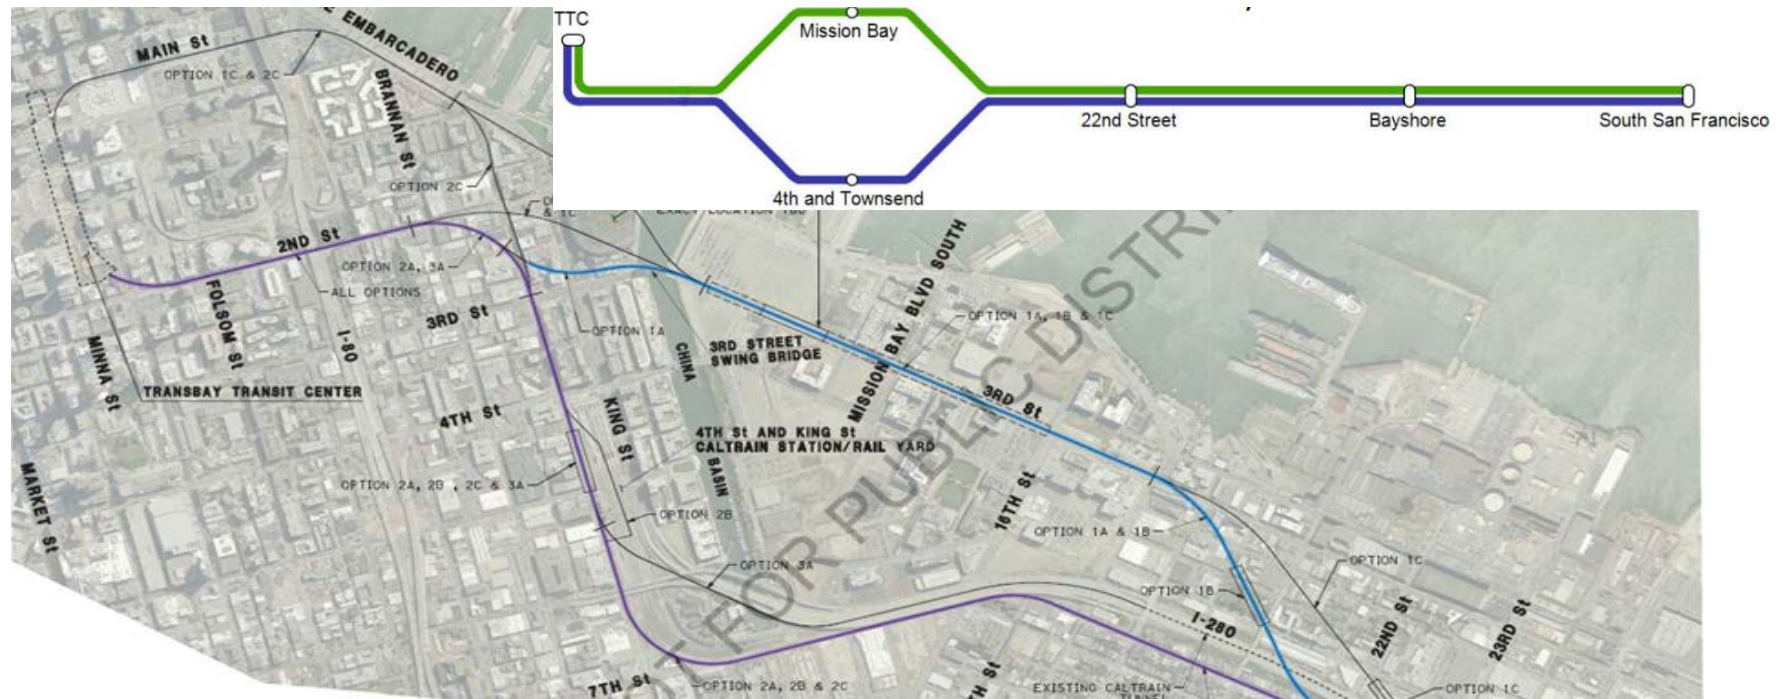 TTC
Mission Bay
22nd Street
Bayshore
South San Francisco
4th and Townsend
EMBARCADERO
MAIN St
OPTION 1C & 2C
BRANNAN St
OPTION 2C
& 1C
2ND St
OPTION 2A, 3A
ALL OPTIONS
FOLSOM St
3RD St
I-80
OPTION 1A
MINNA St
TRANSBAY TRANSIT CENTER
CHINA
BASIN
3RD STREET
SWING BRIDGE
MISSION BAY BLVD SOUTH
OPTION 1A, 1B & 1C
3RD St
4TH St
KING St
4TH St AND KING St
CALTRAIN STATION/RAIL YARD
MARKET St
OPTION 2A, 2B , 2C & 3A
OPTION 2B
16TH St
OPTION 1A & 1B
OPTION 3A
OPTION 1C
OPTION 1B
I-280
22ND St
23RD St
7TH St
OPTION 2A, 2B & 2C
EXISTING CALTRAIN
TUNNEL
OPTION 1C
FOR PUBLIC DISTRI